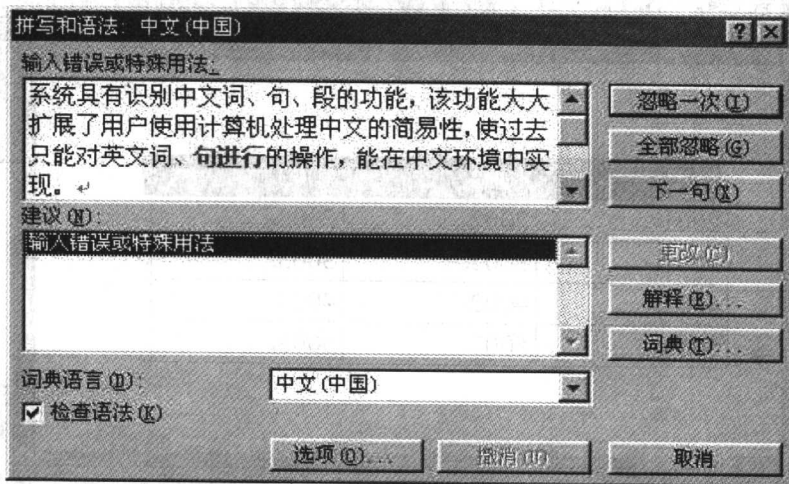 拼写和语法: 中文(中国)
输入错误或特殊用法:
系统具有识别中文词、句、段的功能，该功能大大
扩展了用户使用计算机处理中文的简易性，使过去
只能对英文词、句进行的操作，能在中文环境中实
现。
忽略一次(I)
全部忽略(G)
下一句(X)
建议(N):
输入错误或特殊用法
更改(C)
解释(E)...
词典(T)...
词典语言(D):
中文(中国)
检查语法(K)
选项(O)...
撤消(U)
取消